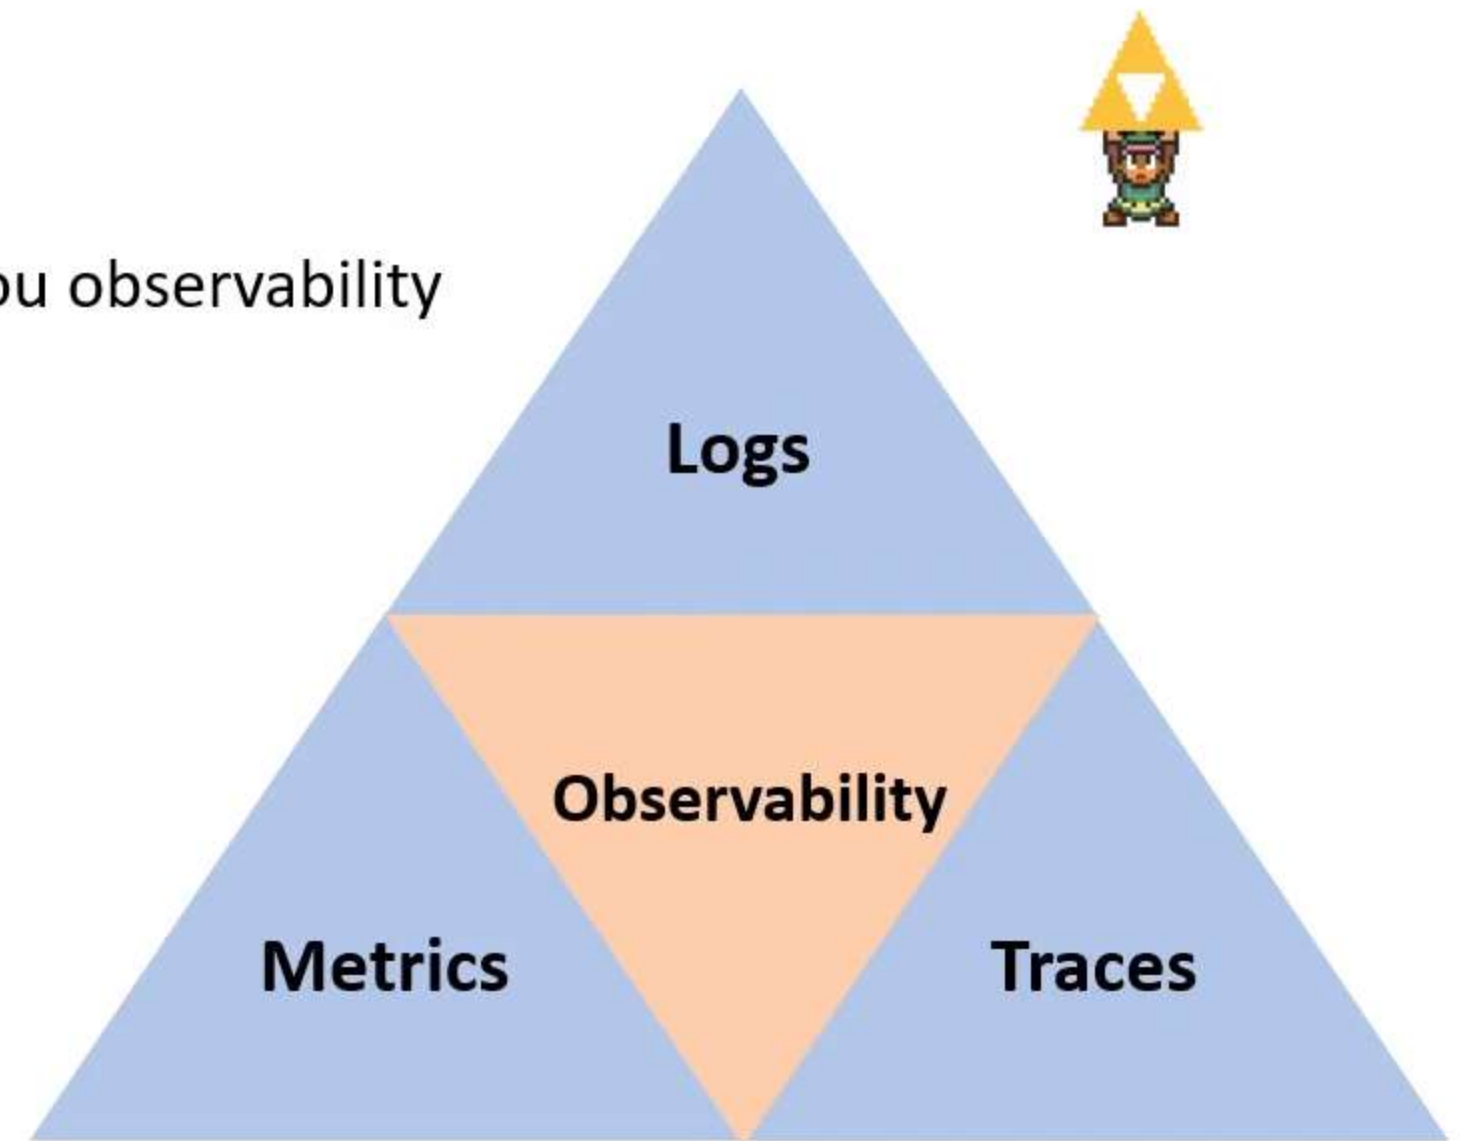 ou observability
Logs
Observability
Metrics
Traces